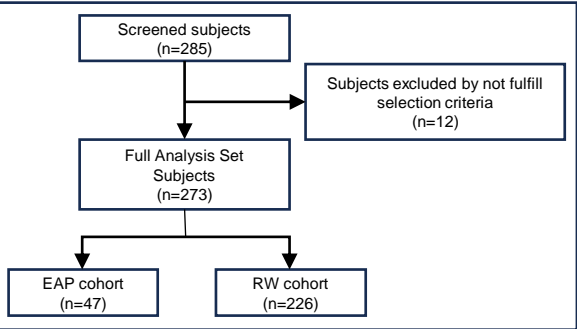 Screened subjects
(n=285)
Subjects excluded by not fulfill
selection criteria
(n=12)
Full Analysis Set
Subjects
(n=273)
EAP cohort
(n=47)
RW cohort
(n=226)